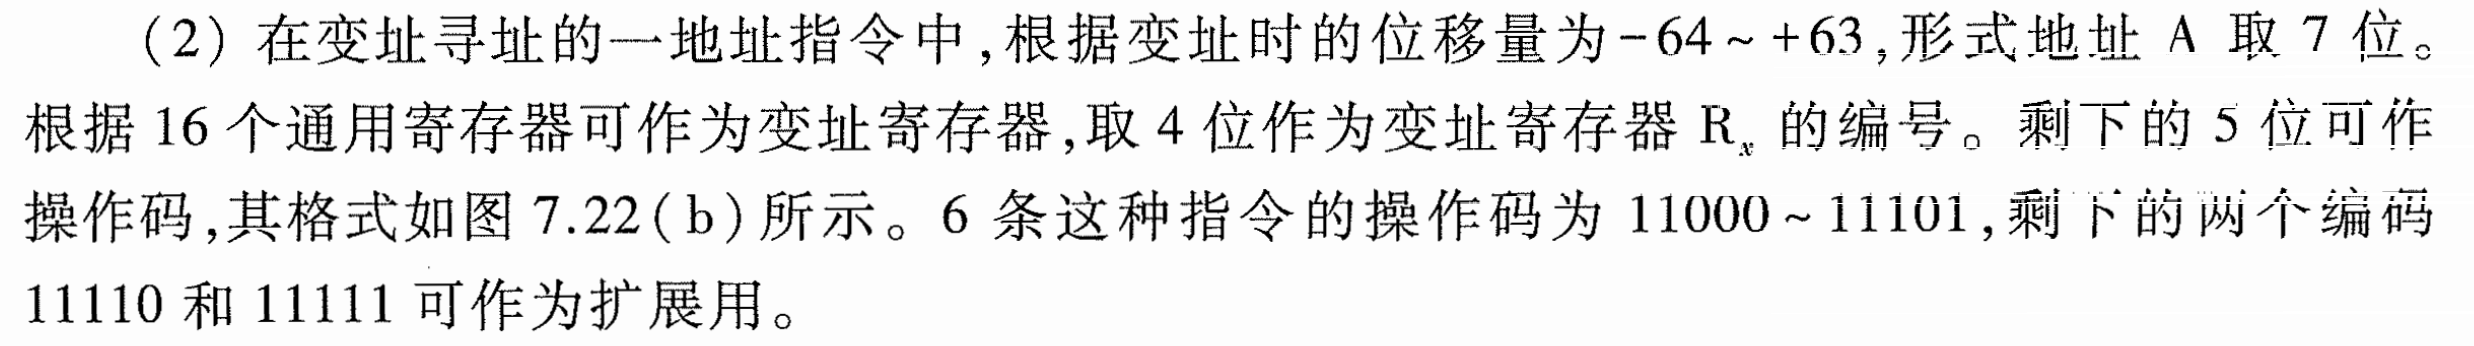 (2) 在变址寻址的一地址指令中,根据变址时的位移量为-64~+63,形式地址 A 取 7 位。
根据 16 个通用寄存器可作为变址寄存器,取 4 位作为变址寄存器 Rₓ 的编号。剩下的 5 位可作
操作码,其格式如图 7.22(b)所示。6 条这种指令的操作码为 11000~11101,剩下的两个编码
11110 和 11111 可作为扩展用。